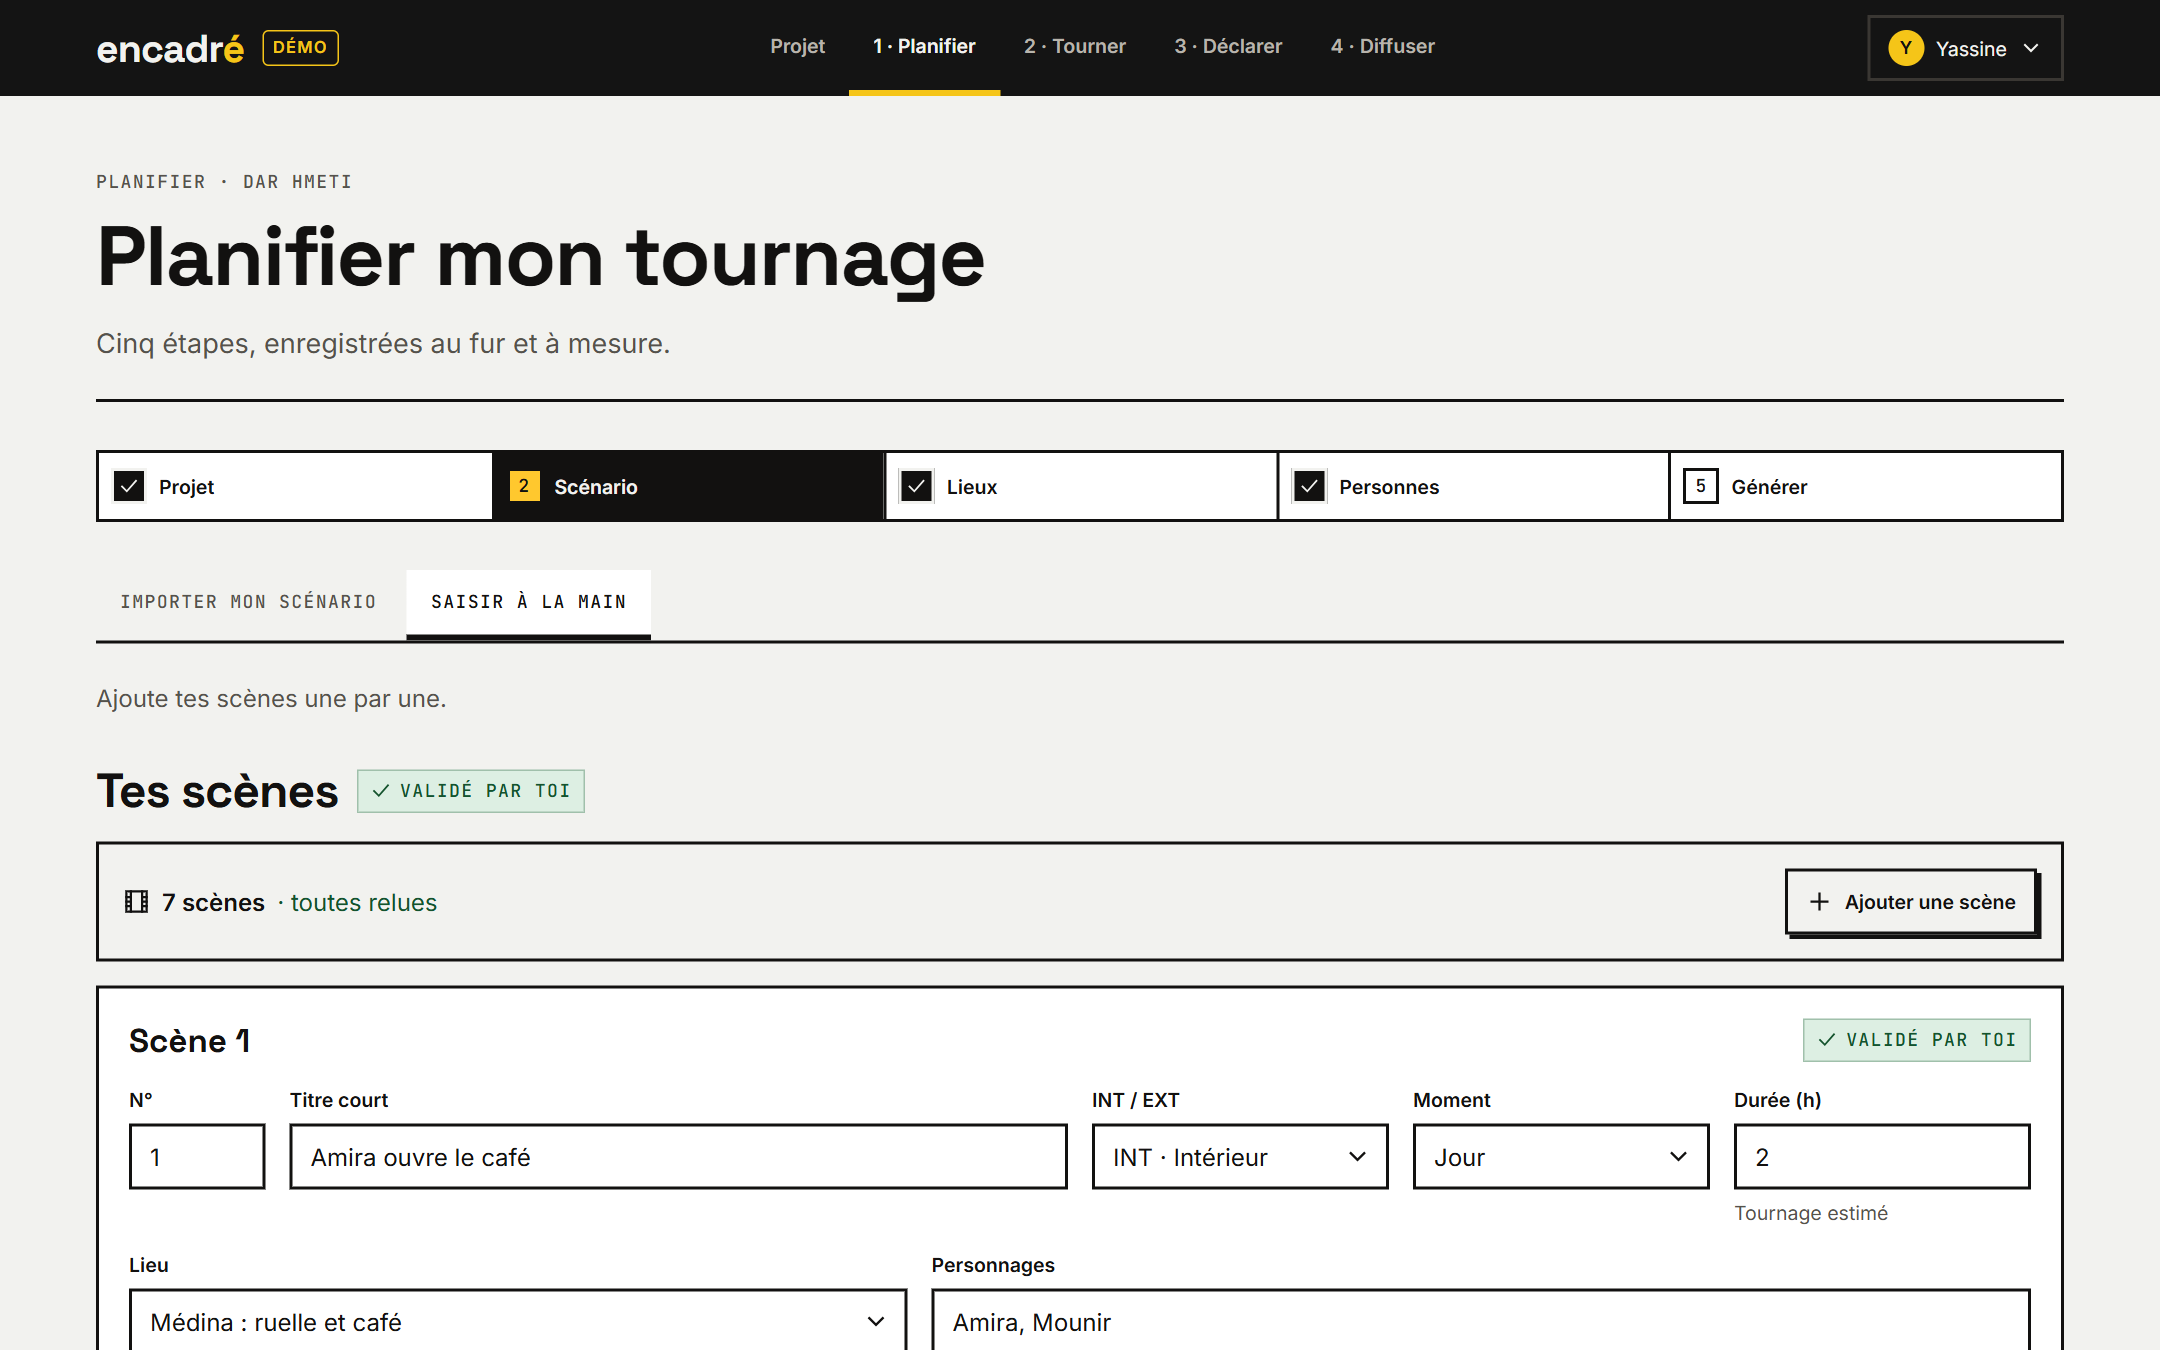 encadré DÉMO Projet 1 · Planifier 2 · Tourner 3 · Déclarer 4 · Diffuser Y Yassine
PLANIFIER · DAR HMETI
Planifier mon tournage
Cinq étapes, enregistrées au fur et à mesure.
Projet 2 Scénario Lieux Personnes 5 Générer
IMPORTER MON SCÉNARIO SAISIR À LA MAIN
Ajoute tes scènes une par une.
Tes scènes VALIDÉ PAR TOI
7 scènes · toutes relues + Ajouter une scène
Scène 1 VALIDÉ PAR TOI
N° Titre court INT / EXT Moment Durée (h)
1 Amira ouvre le café INT · Intérieur Jour 2
Tournage estimé
Lieu Personnages
Médina : ruelle et café Amira, Mounir